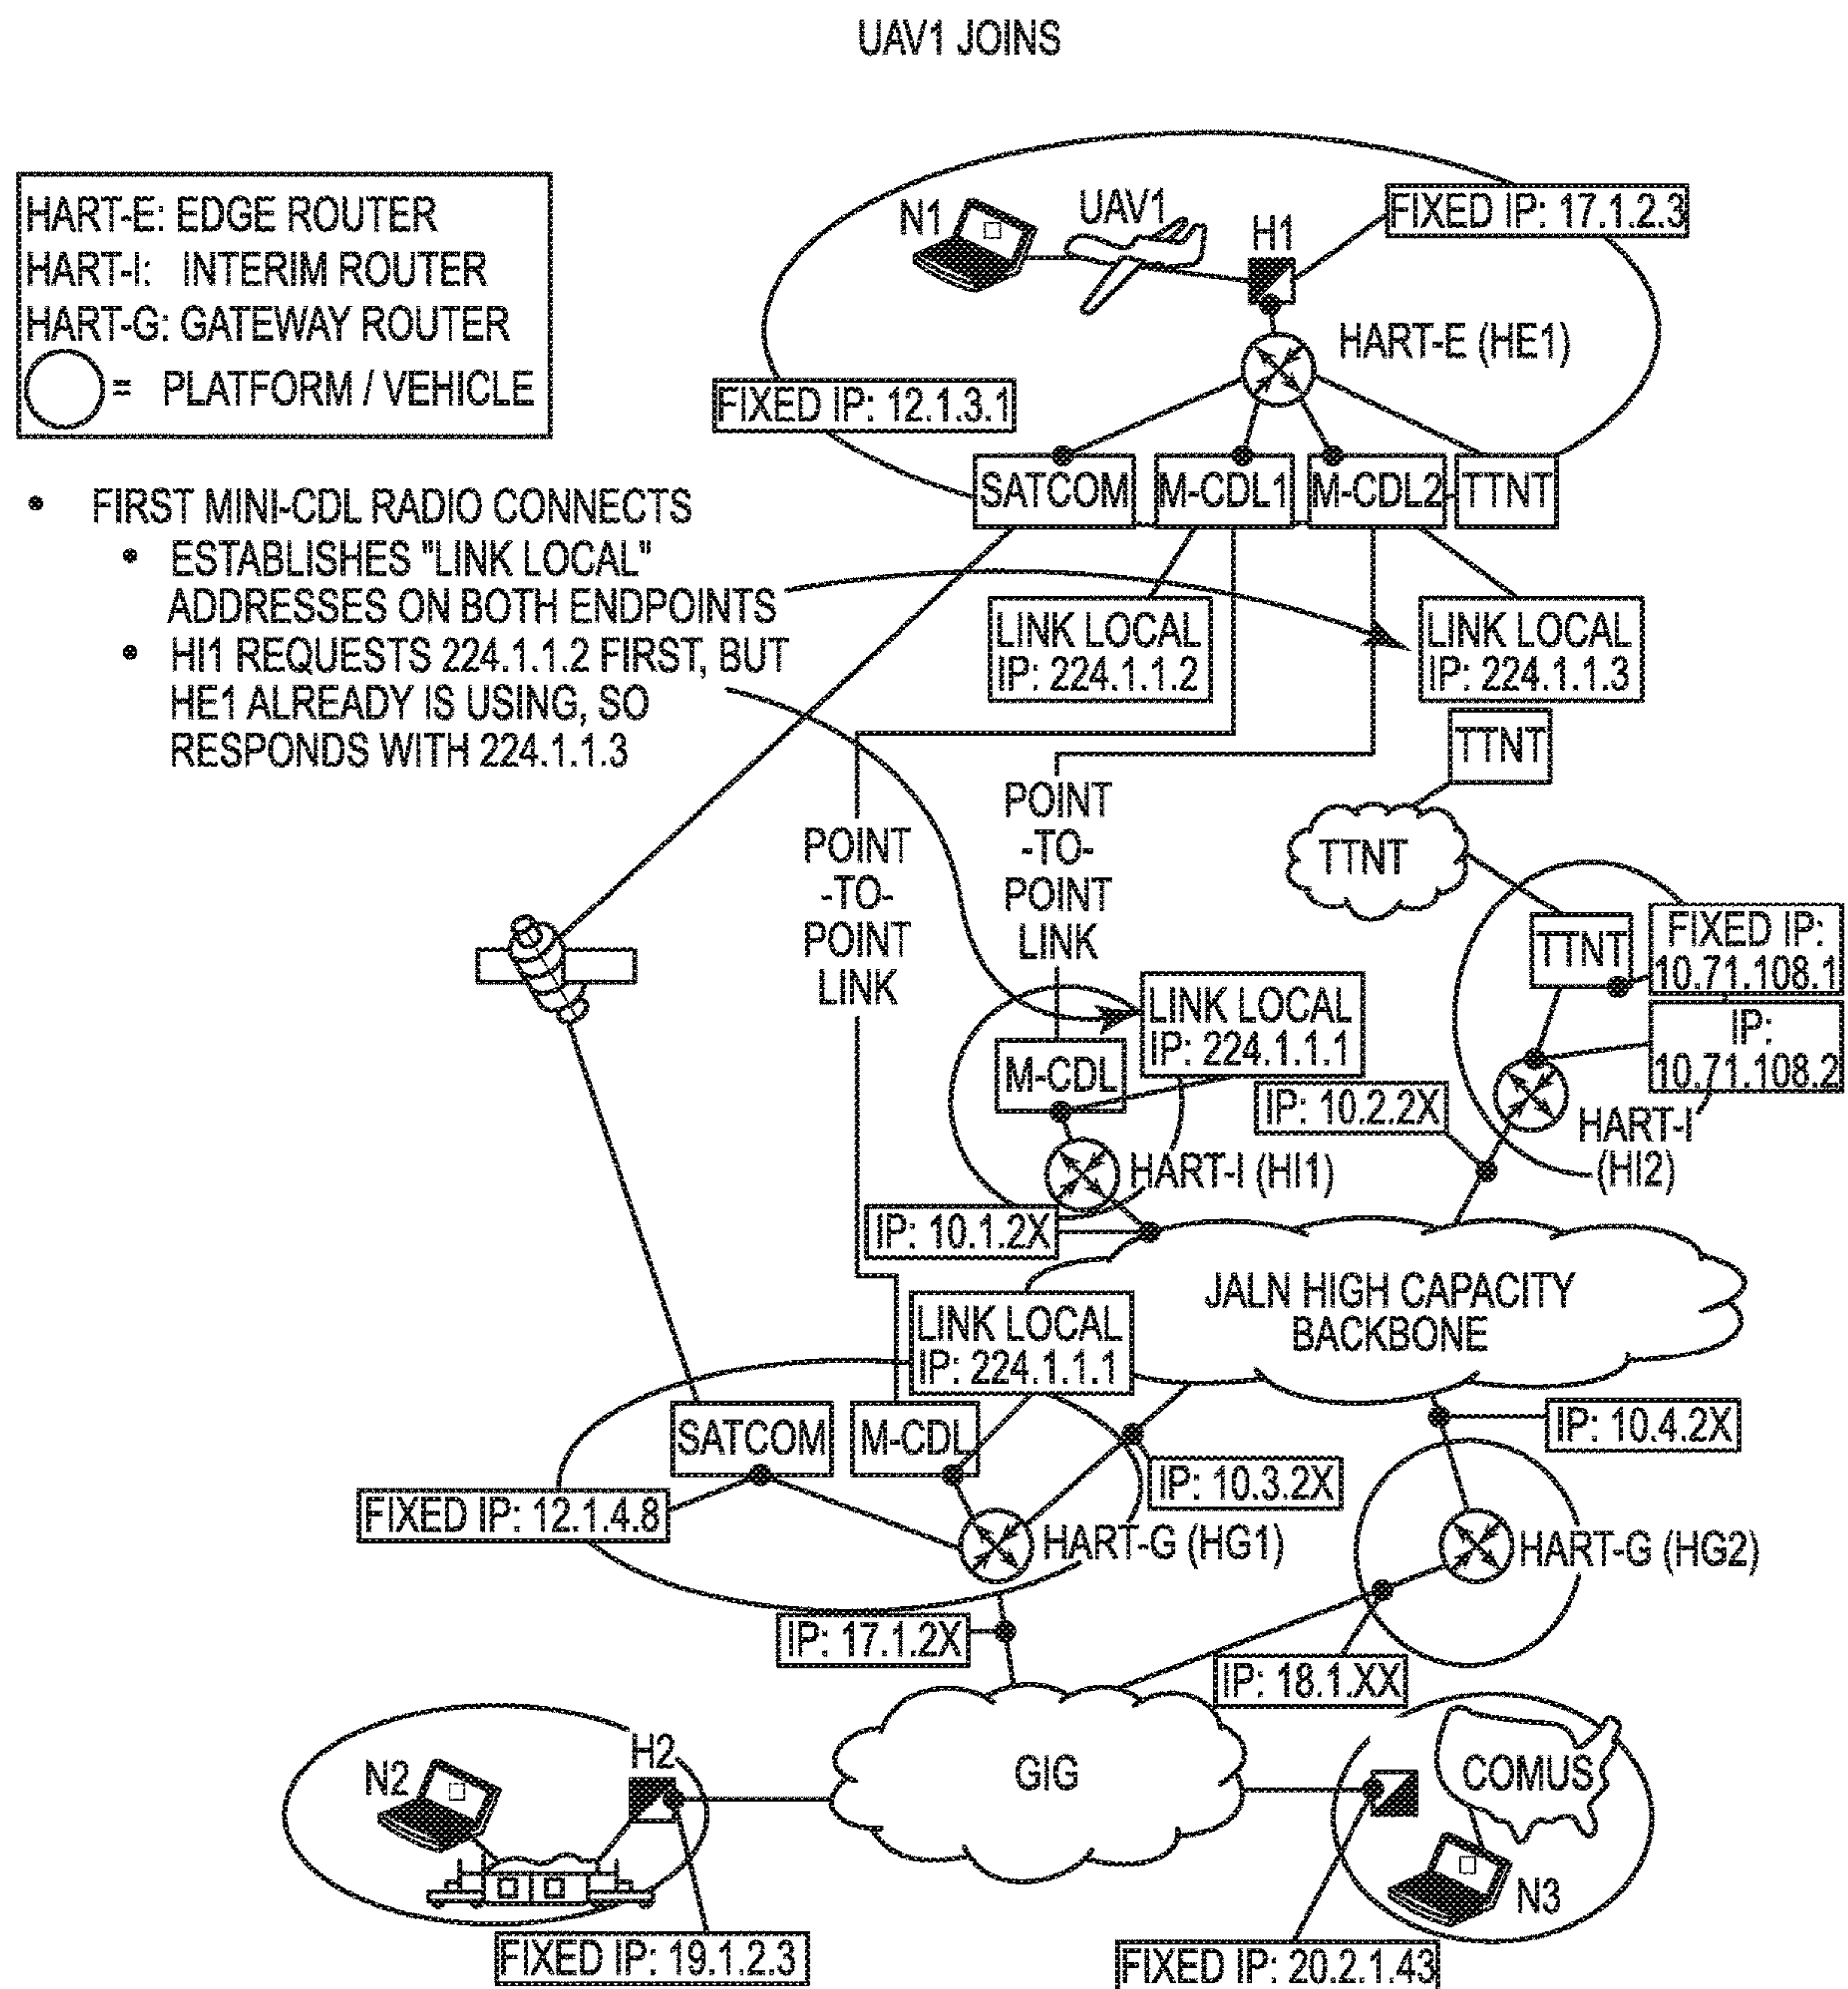 UAV1 JOINS
HART-E: EDGE ROUTER
HART-I: INTERIM ROUTER
HART-G: GATEWAY ROUTER
= PLATFORM / VEHICLE
• FIRST MINI-CDL RADIO CONNECTS
• ESTABLISHES "LINK LOCAL"
ADDRESSES ON BOTH ENDPOINTS
• HI1 REQUESTS 224.1.1.2 FIRST, BUT
HE1 ALREADY IS USING, SO
RESPONDS WITH 224.1.1.3
N1
UAV1
H1
FIXED IP: 17.1.2.3
HART-E (HE1)
FIXED IP: 12.1.3.1
SATCOM
M-CDL1
M-CDL2
TTNT
LINK LOCAL
IP: 224.1.1.2
LINK LOCAL
IP: 224.1.1.3
TTNT
TTNT
POINT
-TO-
POINT
LINK
POINT
-TO-
POINT
LINK
TTNT
FIXED IP:
10.71.108.1
IP:
10.71.108.2
LINK LOCAL
IP: 224.1.1.1
M-CDL
IP: 10.2.2X
HART-I
(HI2)
HART-I (HI1)
IP: 10.1.2X
JALN HIGH CAPACITY
BACKBONE
LINK LOCAL
IP: 224.1.1.1
SATCOM
M-CDL
IP: 10.4.2X
IP: 10.3.2X
FIXED IP: 12.1.4.8
HART-G (HG1)
HART-G (HG2)
IP: 17.1.2X
IP: 18.1.XX
N2
H2
GIG
COMUS
N3
FIXED IP: 19.1.2.3
FIXED IP: 20.2.1.43